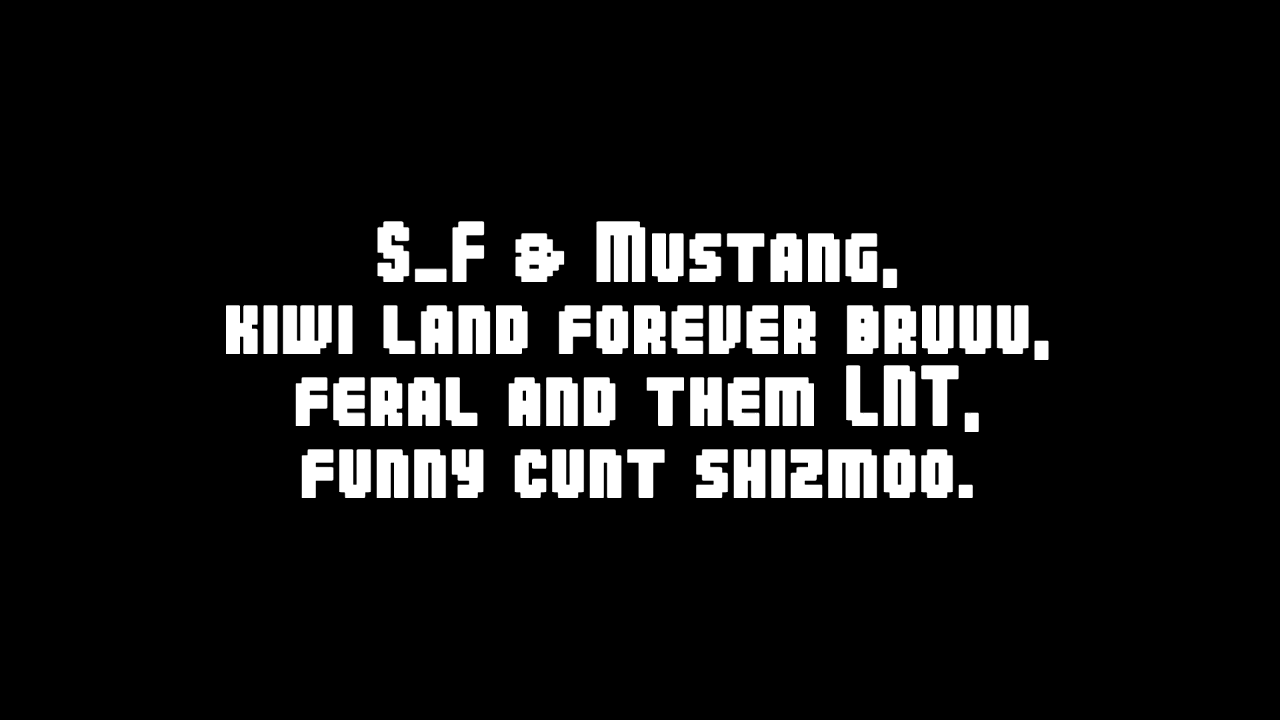 S_F & Mustang,
kiwi land forever bruuu,
feral and them LNT,
funny cunt shizmoo.